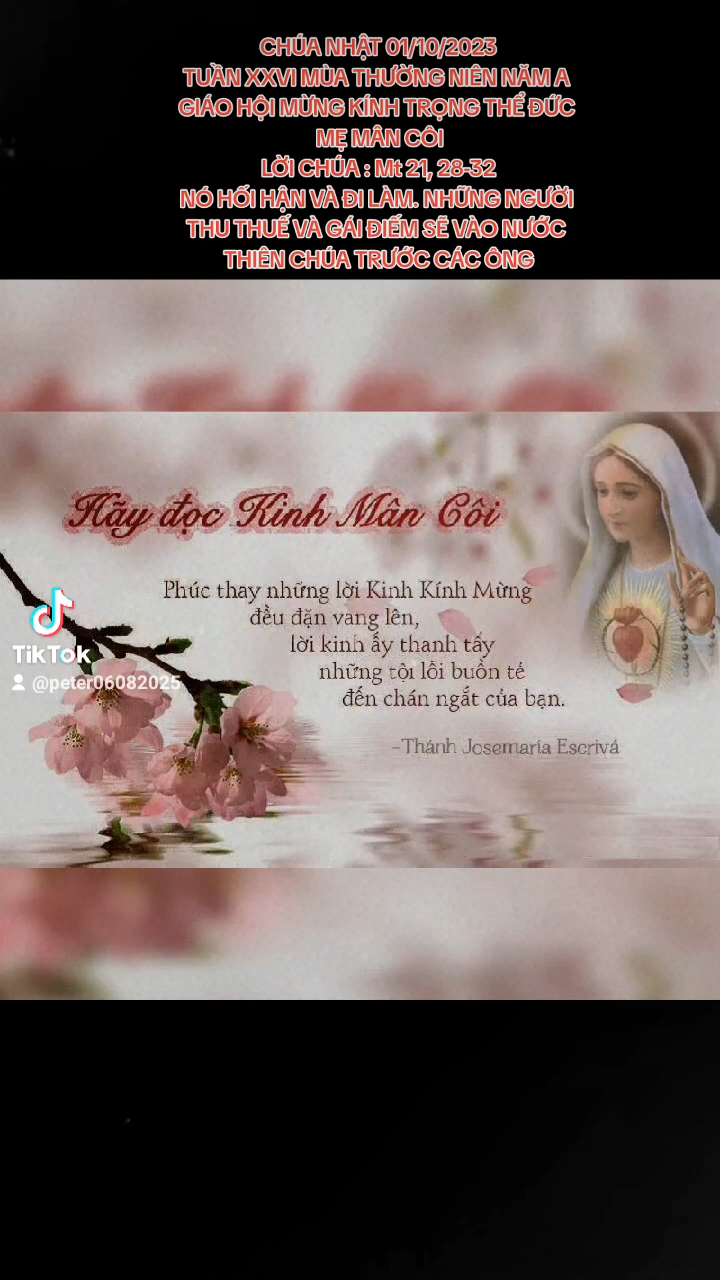 CHÚA NHẬT 01/10/2023
TUẦN XXVI MÙA THƯỜNG NIÊN NĂM A
GIÁO HỘI MỪNG KÍNH TRỌNG THỂ ĐỨC
MẸ MÂN CÔI
LỜI CHÚA : Mt 21, 28-32
NÓ HỐI HẬN VÀ ĐI LÀM. NHỮNG NGƯỜI
THU THUẾ VÀ GÁI ĐIẾM SẼ VÀO NƯỚC
THIÊN CHÚA TRƯỚC CÁC ÔNG
Hãy đọc Kinh Mân Côi
Phúc thay những lời Kinh Kính Mừng
đều đặn vang lên,
lời kinh ấy thanh tẩy
những tội lỗi buồn tẻ
đến chán ngắt của bạn.
-Thánh Josemaría Escrivá
TikTok
@peter06082025